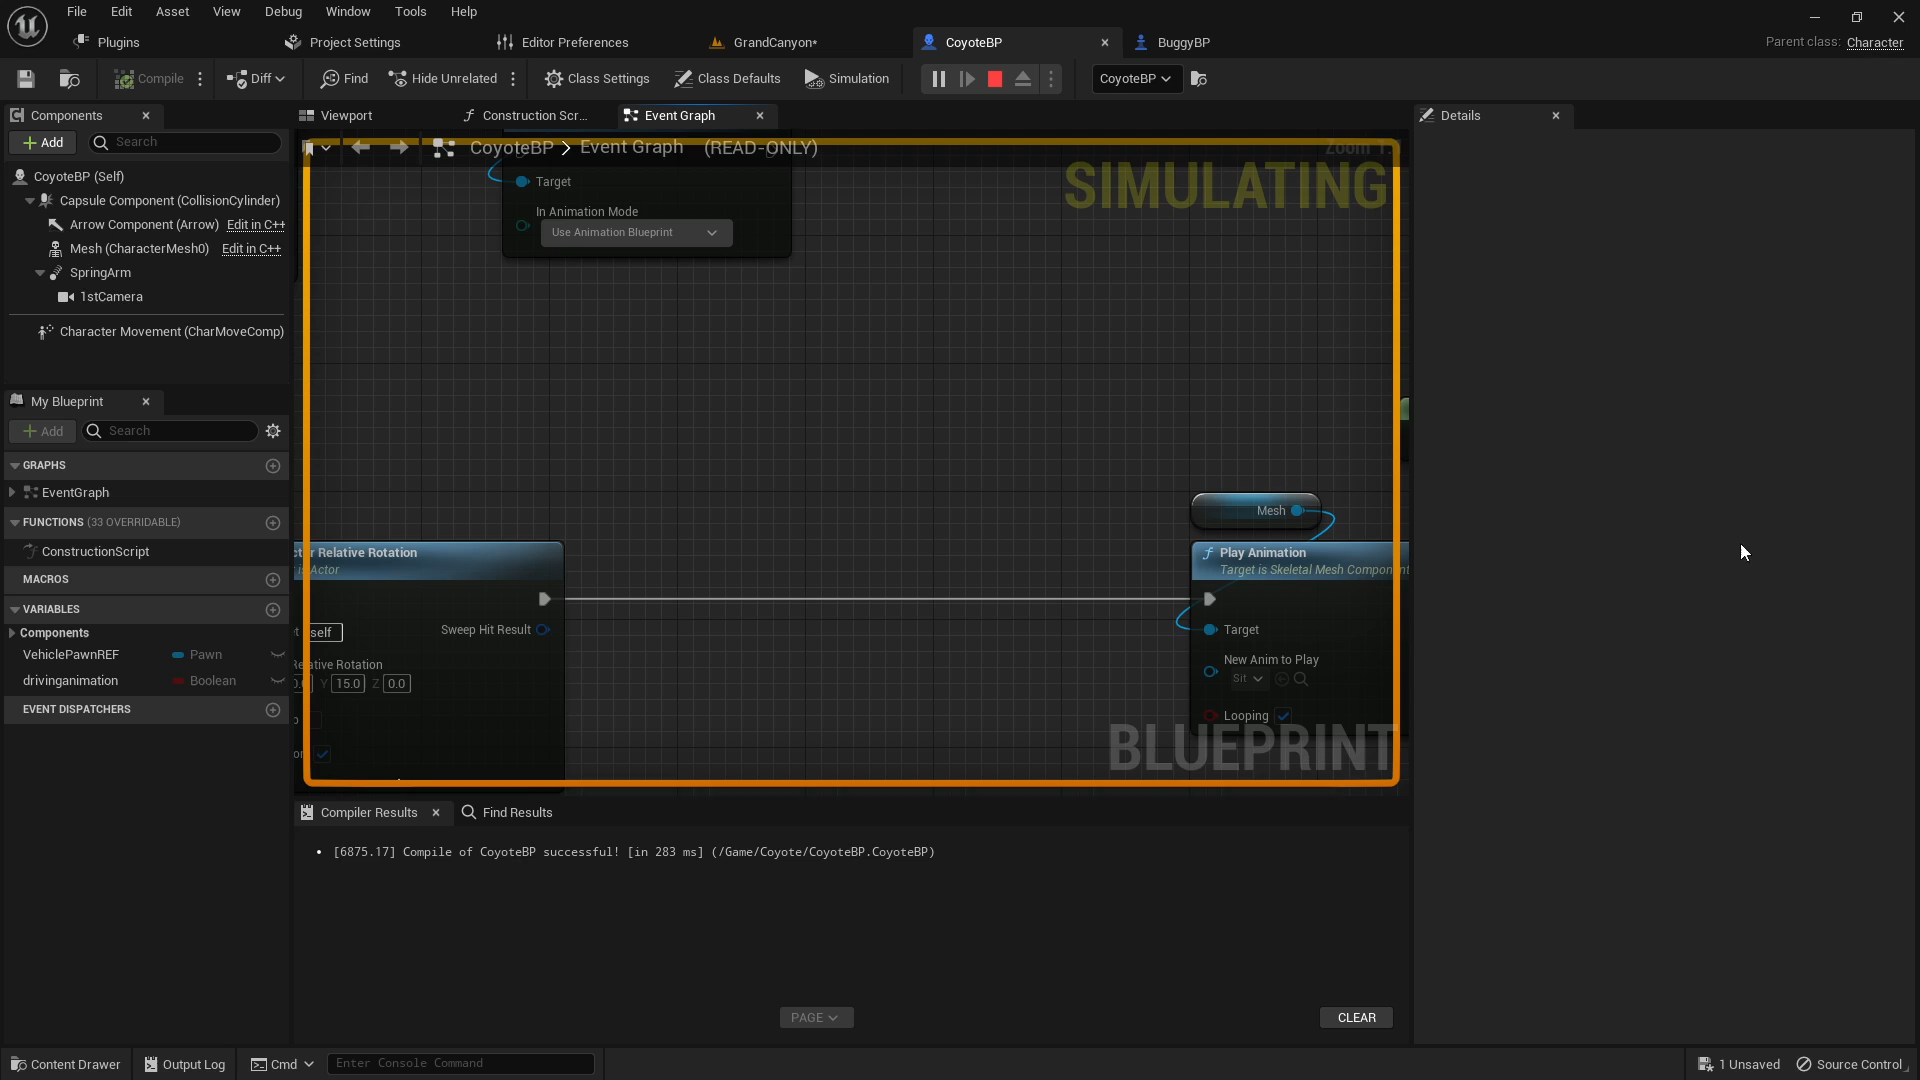 File Edit Asset View Debug Window Tools Help
Plugins Project Settings Editor Preferences GrandCanyon* CoyoteBP BuggyBP Parent class: Character
Compile Diff Find Hide Unrelated Class Settings Class Defaults Simulation CoyoteBP
Components Viewport Construction Scr... Event Graph Details
Add Search
CoyoteBP > Event Graph (READ-ONLY)
SIMULATING
CoyoteBP (Self)
Capsule Component (CollisionCylinder)
Arrow Component (Arrow) Edit in C++
Mesh (CharacterMesh0) Edit in C++
SpringArm
1stCamera
Character Movement (CharMoveComp)
Target
In Animation Mode
Use Animation Blueprint
My Blueprint
Add Search
GRAPHS
EventGraph
FUNCTIONS (33 OVERRIDABLE)
ConstructionScript
MACROS
VARIABLES
Components
VehiclePawnREF Pawn
drivinganimation Boolean
EVENT DISPATCHERS
Relative Rotation
is Actor
self
Sweep Hit Result
Relative Rotation
Y 15.0 Z 0.0
Mesh
Play Animation
Target is Skeletal Mesh Component
Target
New Anim to Play
Sit
Looping
BLUEPRINT
Compiler Results Find Results
• [6875.17] Compile of CoyoteBP successful! [in 283 ms] (/Game/Coyote/CoyoteBP.CoyoteBP)
PAGE CLEAR
Content Drawer Output Log Cmd Enter Console Command 1 Unsaved Source Control